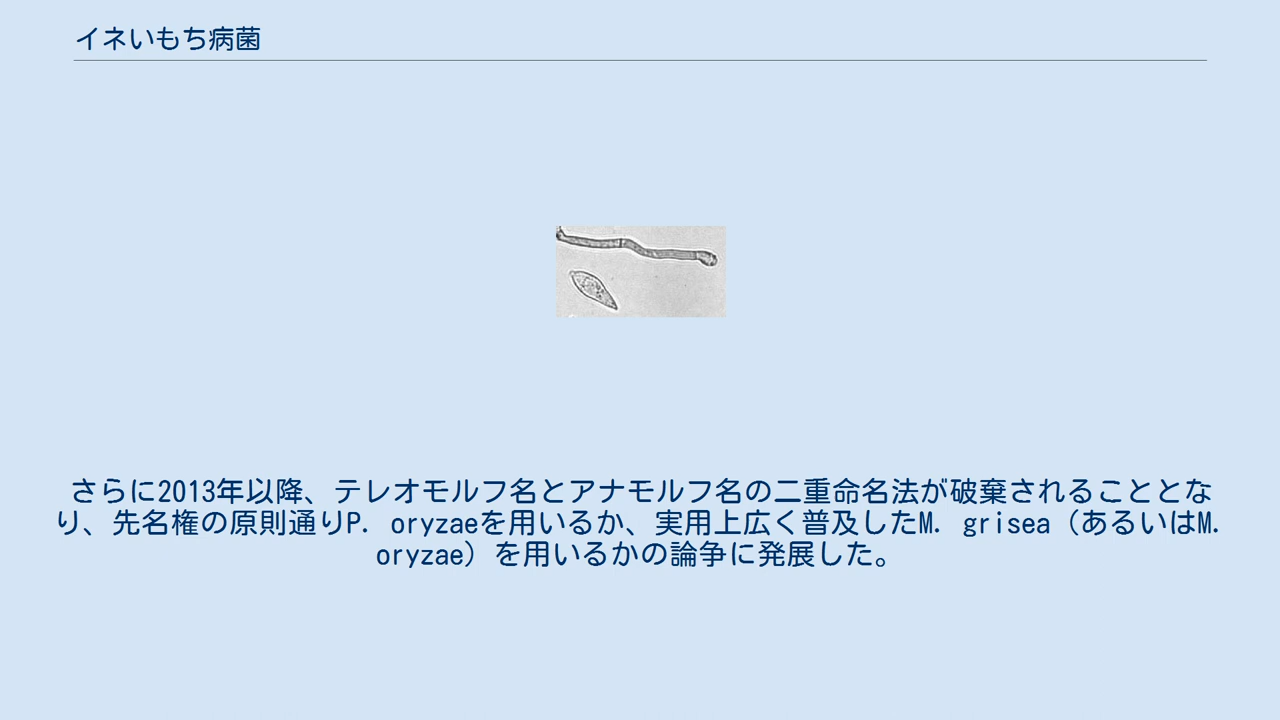 イネいもち病菌
さらに2013年以降、テレオモルフ名とアナモルフ名の二重命名法が破棄されることとな
り、先名権の原則通りP. oryzaeを用いるか、実用上広く普及したM. grisea（あるいはM.
oryzae）を用いるかの論争に発展した。